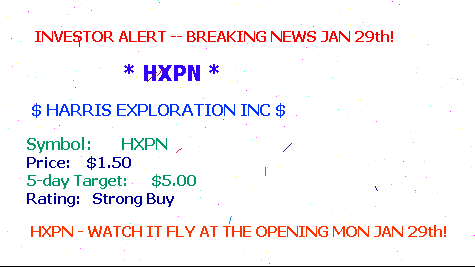 INVESTOR ALERT -- BREAKING NEWS JAN 29th!
* HXPN *
$ HARRIS EXPLORATION INC $
Symbol: HXPN
Price: $1.50
5-day Target: $5.00
Rating: Strong Buy
HXPN - WATCH IT FLY AT THE OPENING MON JAN 29th!